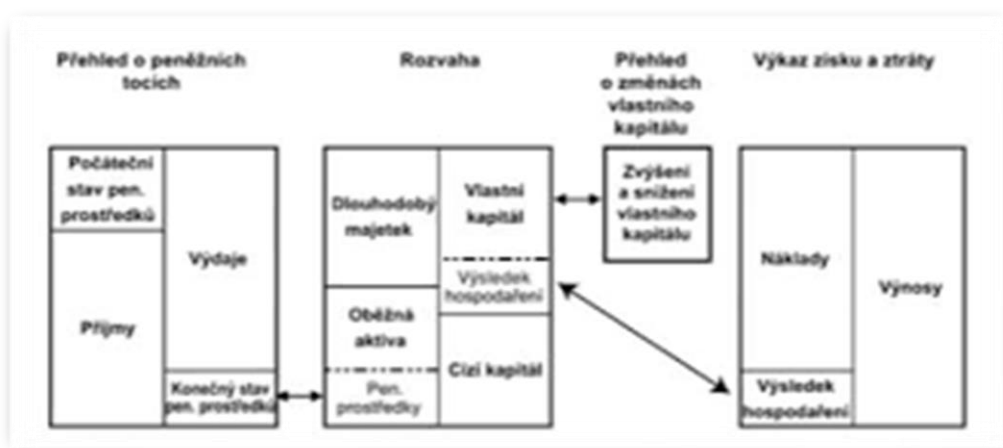 Přehled o peněžních
tocích
Rozvaha
Přehled
o změnách
vlastního
kapitálu
Výkaz zisku a ztráty
Počáteční
stav pen.
prostředků
Příjmy
Výdaje
Konečný stav
pen. prostředků
Dlouhodobý
majetek
Oběžná
aktiva
Pen.
prostředky
Vlastní
kapitál
Výsledek
hospodaření
Cizí kapitál
Zvýšení
a snížení
vlastního
kapitálu
Náklady
Výsledek
hospodaření
Výnosy